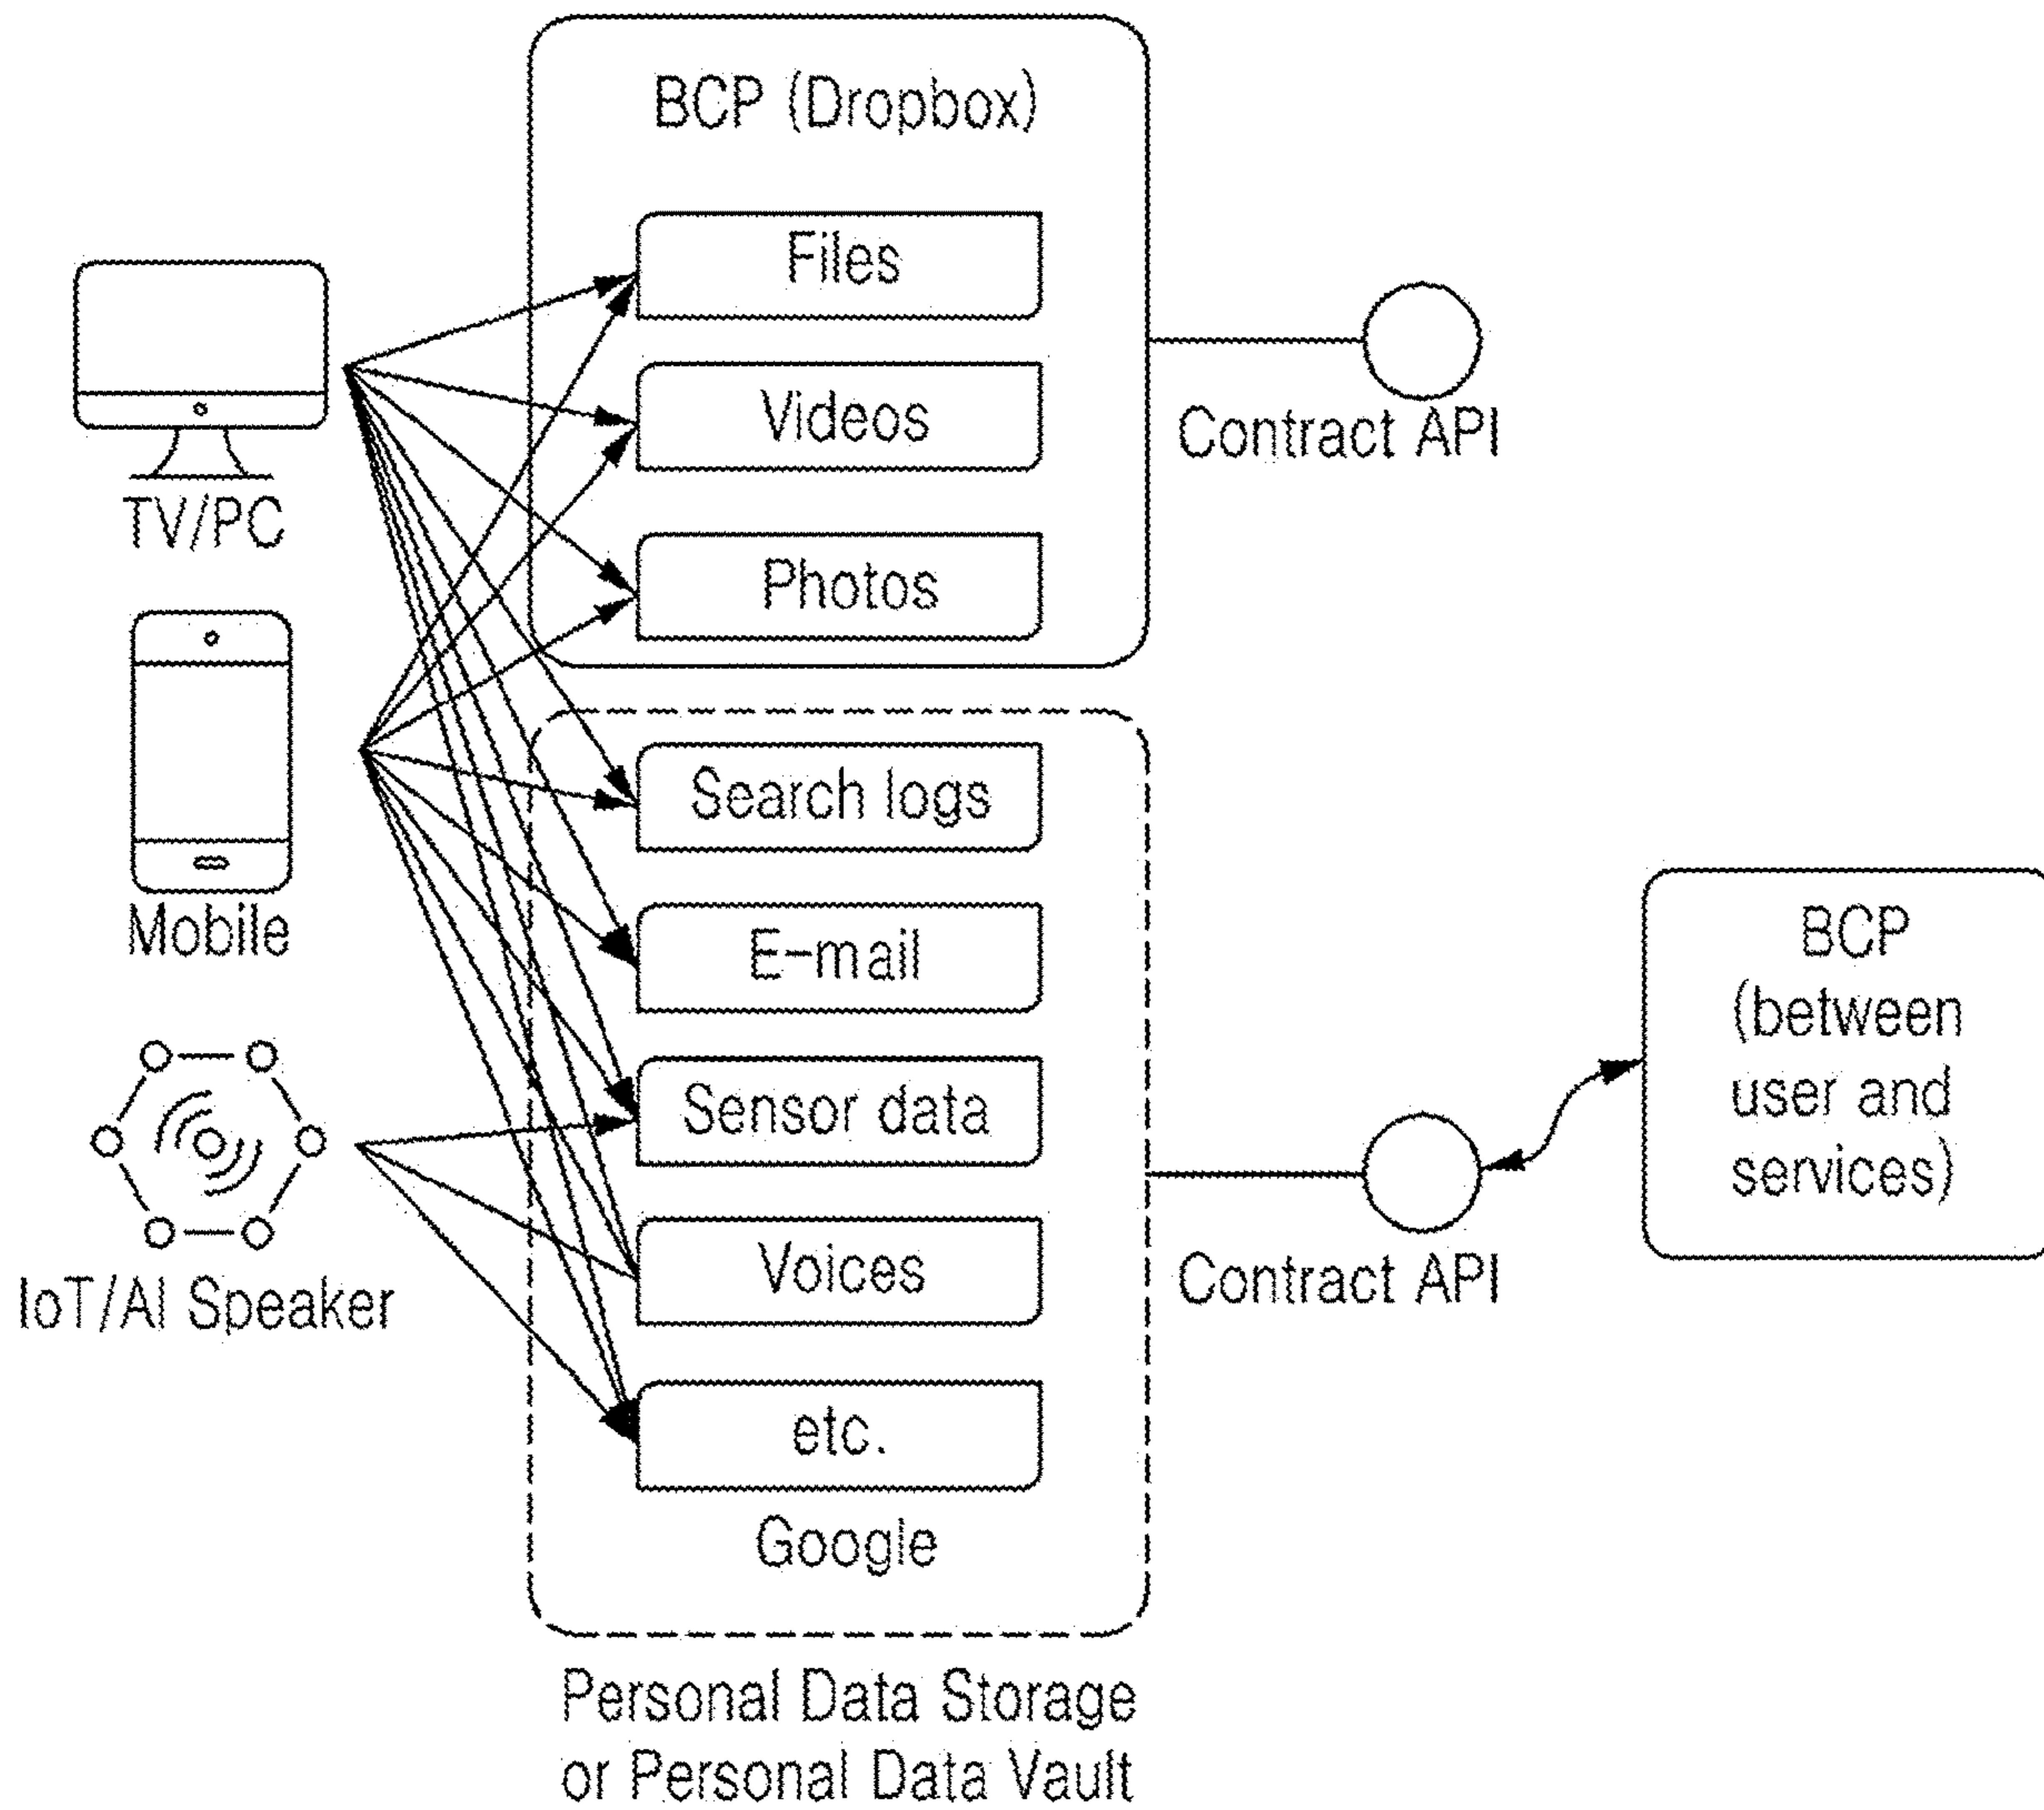 BCP (Dropbox)
Files
Videos
Photos
TV/PC
Mobile
IoT/AI Speaker
Search logs
E-mail
Sensor data
Voices
etc.
Google
Personal Data Storage
or Personal Data Vault
Contract API
Contract API
BCP
(between
user and
services)